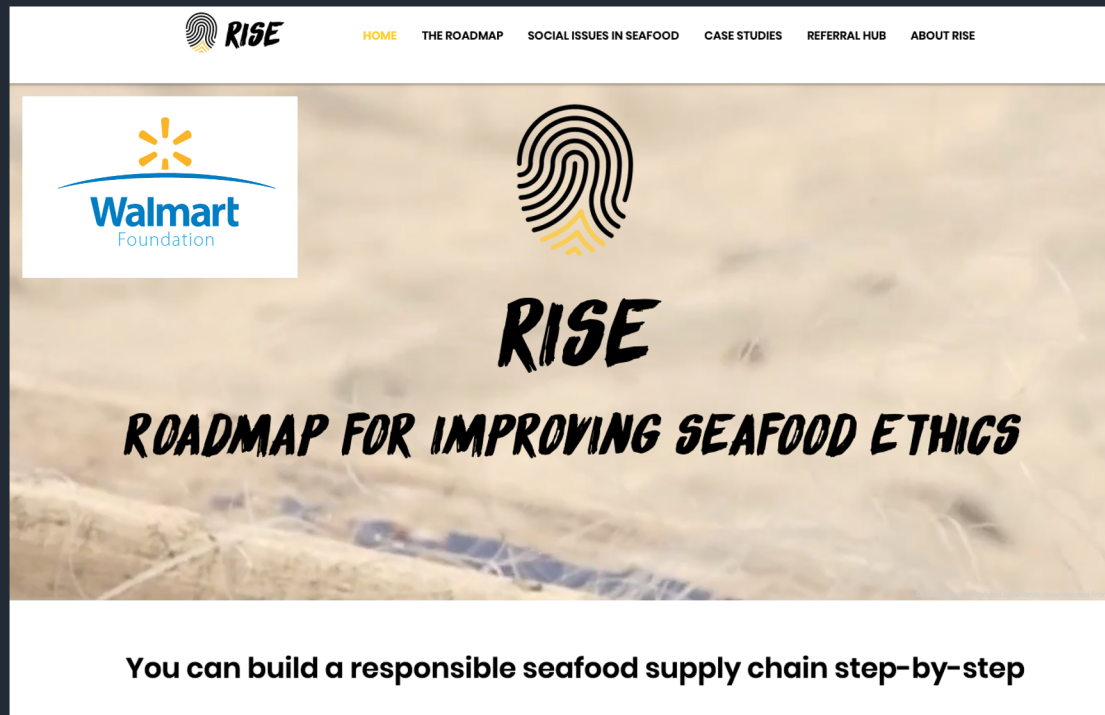 RISE
HOME THE ROADMAP SOCIAL ISSUES IN SEAFOOD CASE STUDIES REFERRAL HUB ABOUT RISE
Walmart
Foundation
RISE
ROADMAP FOR IMPROVING SEAFOOD ETHICS
You can build a responsible seafood supply chain step-by-step